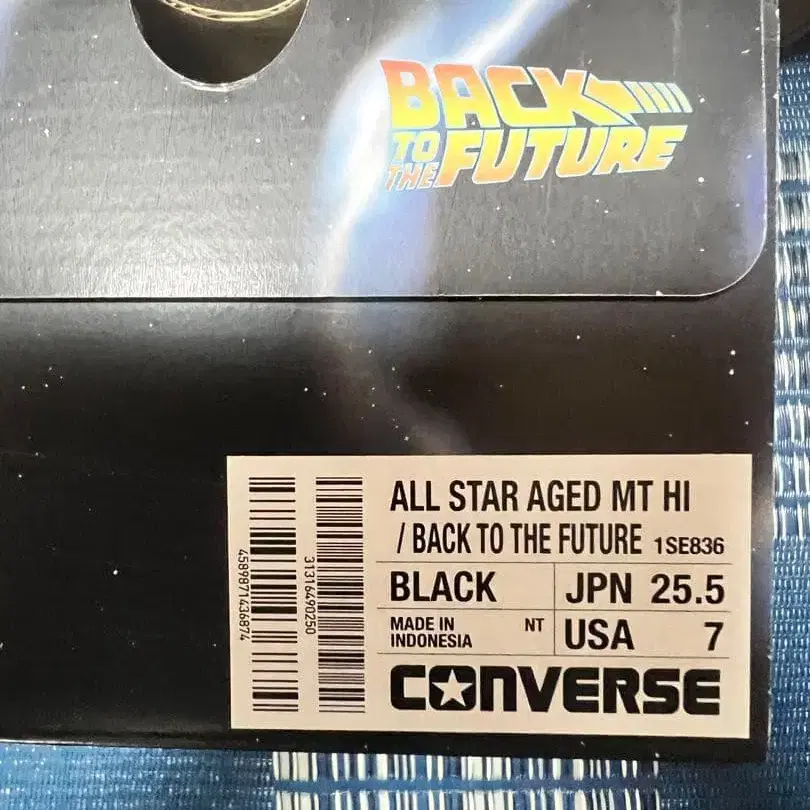 BACK
TO
THE FUTURE
ALL STAR AGED MT HI
/ BACK TO THE FUTURE 1SE836
BLACK
JPN 25.5
MADE IN
INDONESIA
NT
USA 7
CONVERSE
4589871436874
31316490250